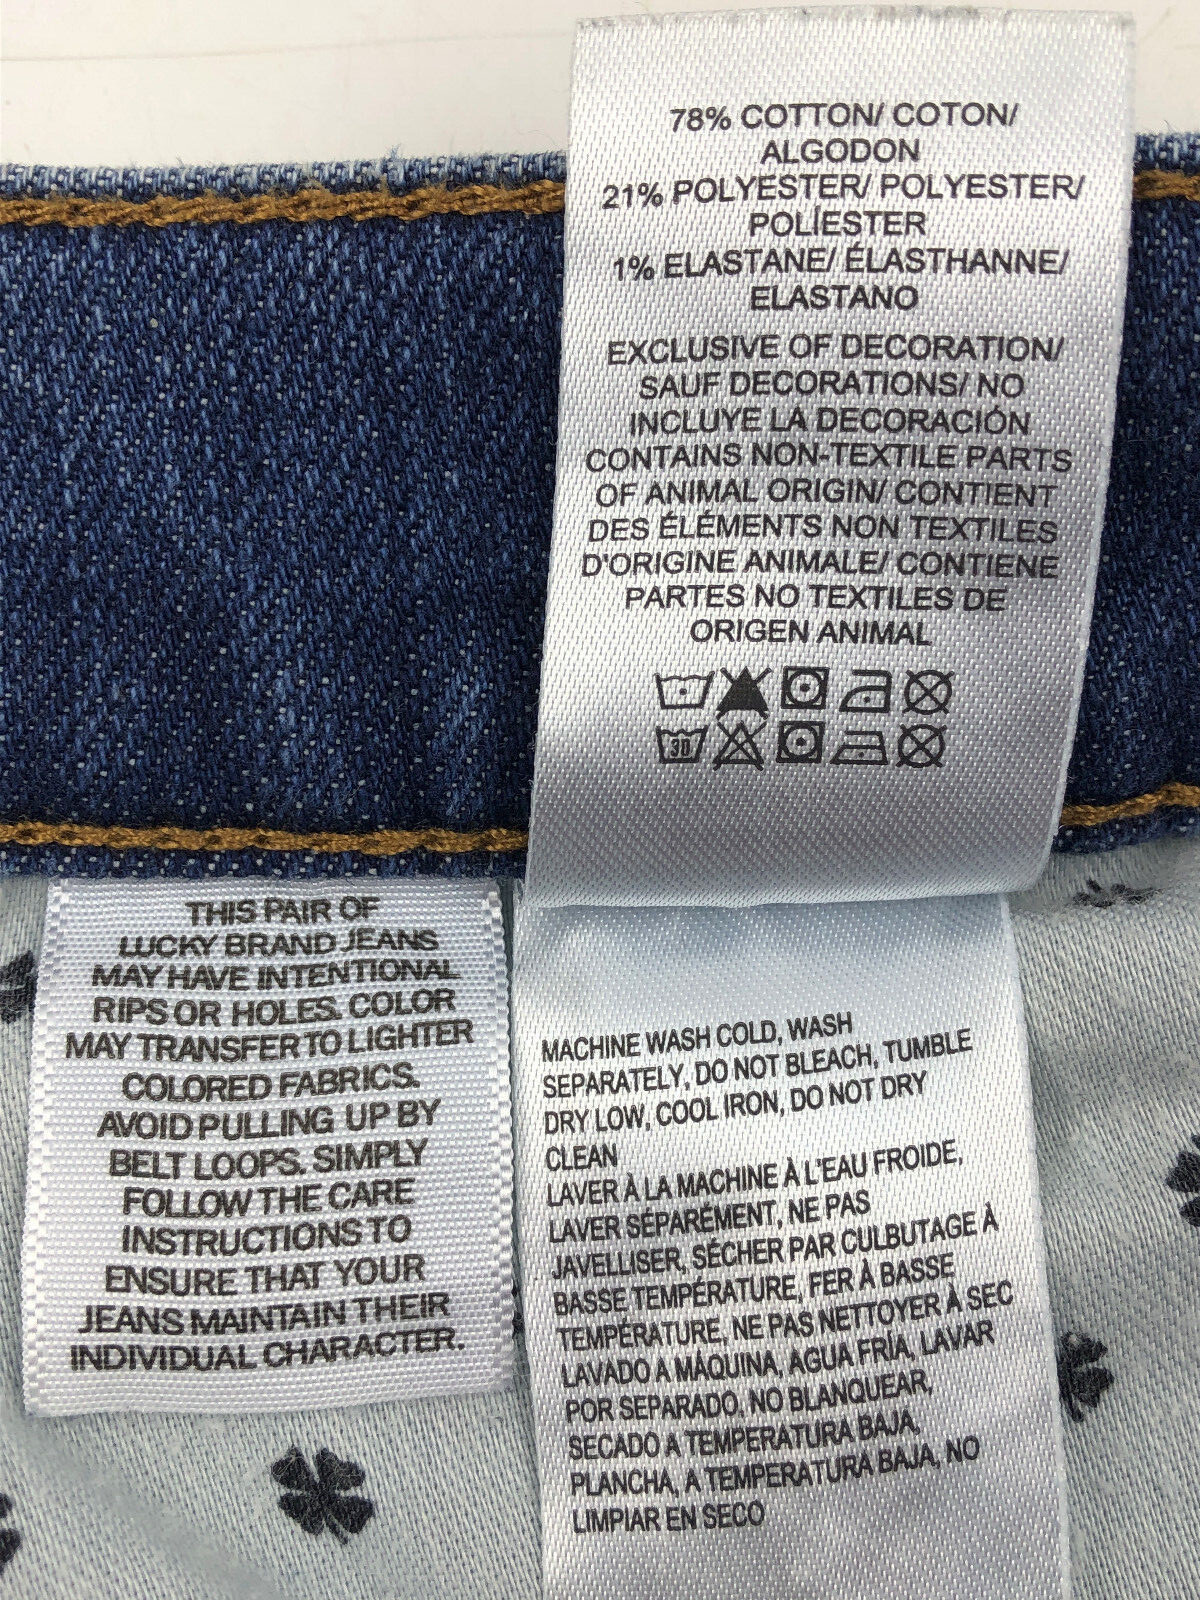 78% COTTON/ COTON/
ALGODON
21% POLYESTER/ POLYESTER/
POLÍESTER
1% ELASTANE/ ÉLASTHANNE/
ELASTANO
EXCLUSIVE OF DECORATION/
SAUF DECORATIONS/ NO
INCLUYE LA DECORACIÓN
CONTAINS NON-TEXTILE PARTS
OF ANIMAL ORIGIN/ CONTIENT
DES ÉLÉMENTS NON TEXTILES
D'ORIGINE ANIMALE/ CONTIENE
PARTES NO TEXTILES DE
ORIGEN ANIMAL
30
THIS PAIR OF
LUCKY BRAND JEANS
MAY HAVE INTENTIONAL
RIPS OR HOLES. COLOR
MAY TRANSFER TO LIGHTER
COLORED FABRICS.
AVOID PULLING UP BY
BELT LOOPS. SIMPLY
FOLLOW THE CARE
INSTRUCTIONS TO
ENSURE THAT YOUR
JEANS MAINTAIN THEIR
INDIVIDUAL CHARACTER.
MACHINE WASH COLD, WASH
SEPARATELY, DO NOT BLEACH, TUMBLE
DRY LOW, COOL IRON, DO NOT DRY
CLEAN
LAVER À LA MACHINE À L'EAU FROIDE,
LAVER SÉPARÉMENT, NE PAS
JAVELLISER, SÉCHER PAR CULBUTAGE À
BASSE TEMPÉRATURE, FER À BASSE
TEMPÉRATURE, NE PAS NETTOYER À SEC
LAVADO A MÁQUINA, AGUA FRÍA, LAVAR
POR SEPARADO, NO BLANQUEAR,
SECADO A TEMPERATURA BAJA,
PLANCHA, A TEMPERATURA BAJA, NO
LIMPIAR EN SECO